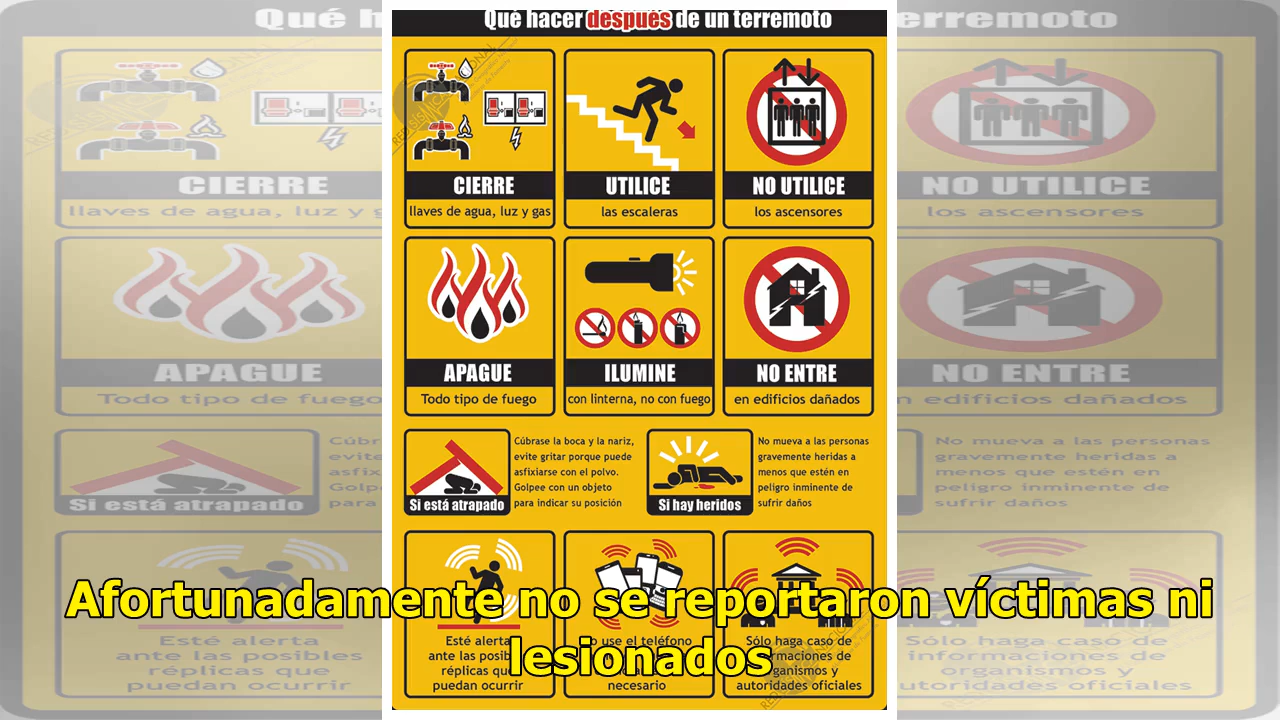 Qué hacer después de un terremoto
CIERRE
llaves de agua, luz y gas
UTILICE
las escaleras
NO UTILICE
los ascensores
APAGUE
Todo tipo de fuego
ILUMINE
con linterna, no con fuego
NO ENTRE
en edificios dañados
Si está atrapado
Cúbrase la boca y la nariz,
evite gritar porque puede
asfixiarse con el polvo.
Golpee con un objeto
para indicar su posición
Si hay heridos
No mueva a las personas
gravemente heridas a
menos que estén en
peligro inminente de
sufrir daños
Esté alerta
ante las posibles
réplicas que
puedan ocurrir
No use el teléfono
necesario
Sólo haga caso de
informaciones de
organismos y
autoridades oficiales
Afortunadamente no se reportaron víctimas ni
lesionados